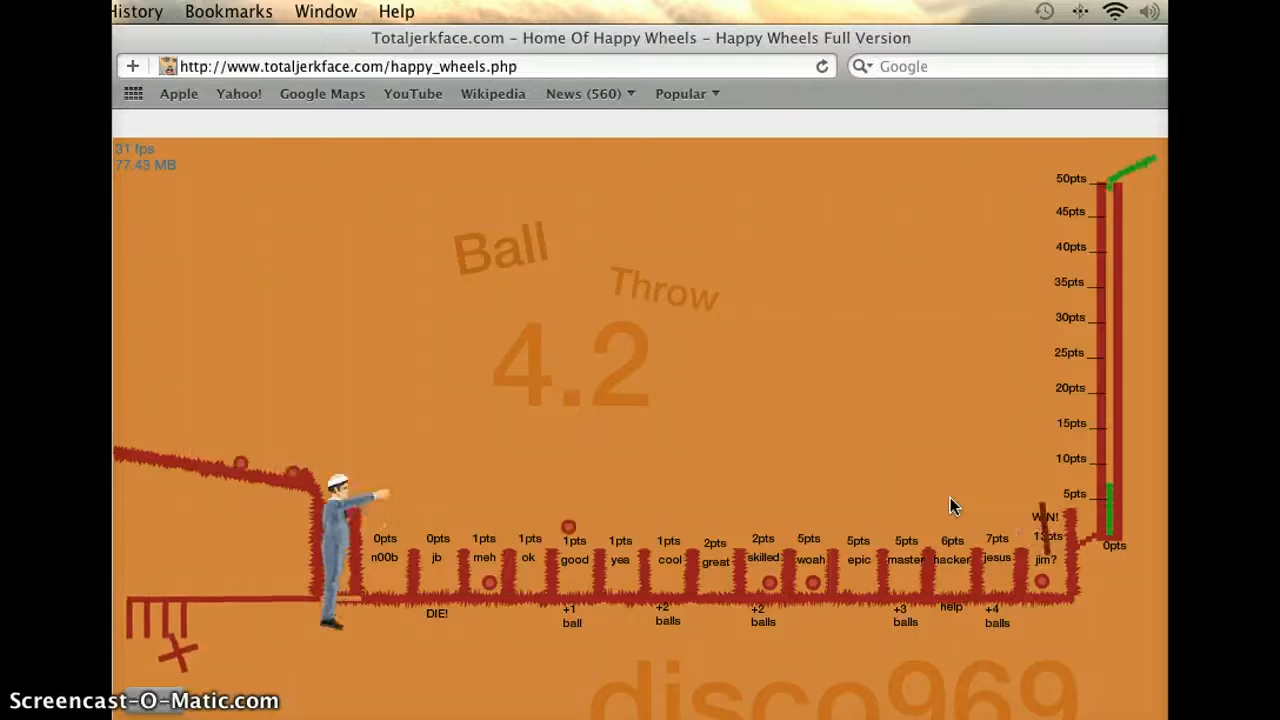 History Bookmarks Window Help
Totaljerkface.com – Home Of Happy Wheels – Happy Wheels Full Version
http://www.totaljerkface.com/happy_wheels.php
Google
Apple Yahoo! Google Maps YouTube Wikipedia News (560) Popular
31 fps
77.43 MB
Ball
Throw
4.2
50pts
45pts
40pts
35pts
30pts
25pts
20pts
15pts
10pts
5pts
0pts
WIN!
0pts 0pts 1pts 1pts 1pts 1pts 1pts 2pts 2pts 5pts 5pts 5pts 6pts 7pts 13pts
n00b jb meh ok good yea cool great skilled woah epic master hacker jesus jim?
DIE! +1 ball +2 balls +2 balls +3 balls help +4 balls
disco969
Screencast-O-Matic.com